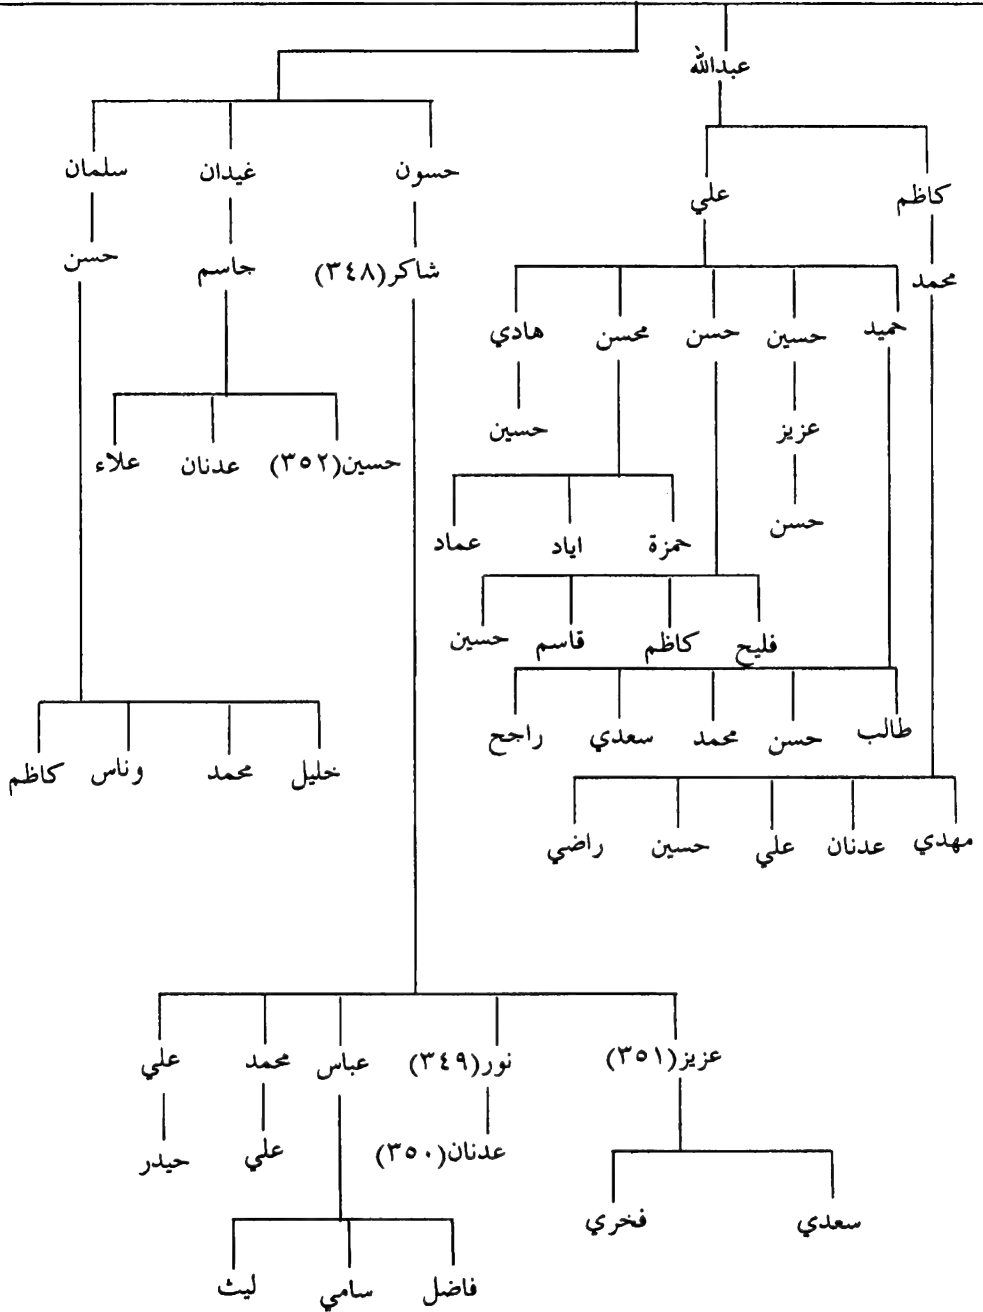 عبدالله
سلمان غيدان حسون
علي كاظم
حسن جاسم شاكر(٣٤٨)
محمد
حميد حسين حسن محسن هادي
عزيز حسين
حسين(٣٥٢) عدنان علاء
حسن
حمزة اياد عماد
فليح كاظم قاسم حسين
طالب حسن محمد سعدي راجح
خليل محمد وناس كاظم
مهدي عدنان علي حسين راضي
عزيز(٣٥١) نور(٣٤٩) عباس محمد علي
عدنان(٣٥٠) علي حيدر
سعدي فخري
فاضل سامي ليث